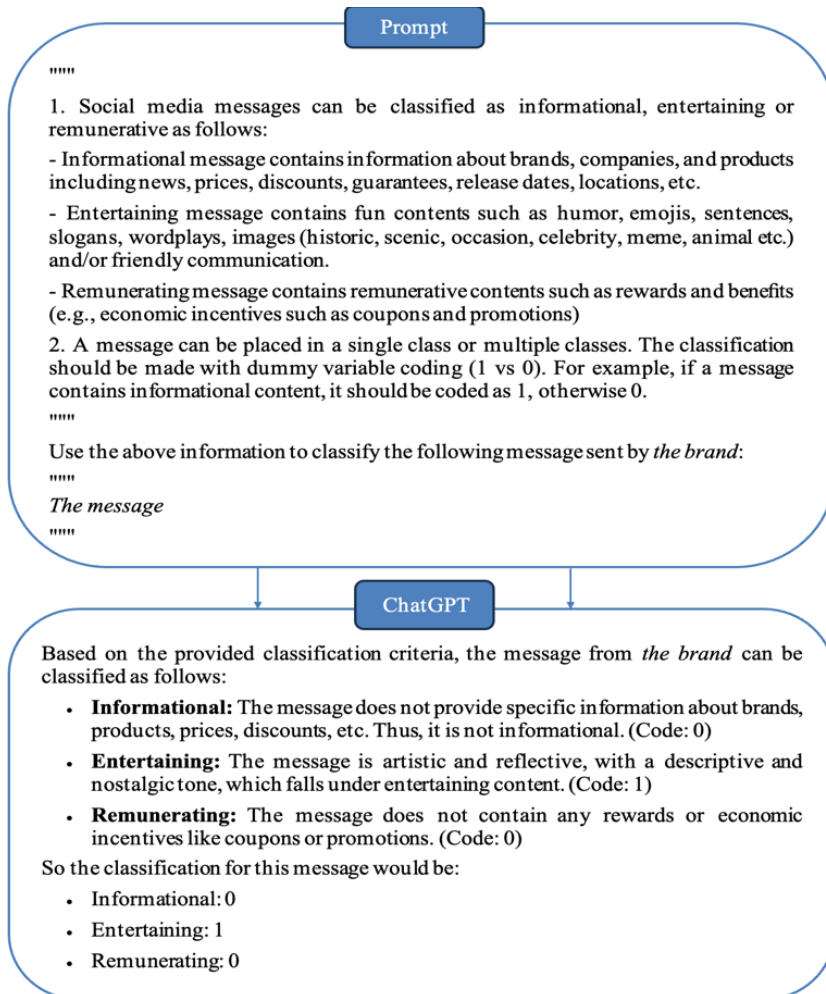 Prompt
"""
1. Social media messages can be classified as informational, entertaining or
remunerative as follows:
- Informational message contains information about brands, companies, and products
including news, prices, discounts, guarantees, release dates, locations, etc.
- Entertaining message contains fun contents such as humor, emojis, sentences,
slogans, wordplays, images (historic, scenic, occasion, celebrity, meme, animal etc.)
and/or friendly communication.
- Remunerating message contains remunerative contents such as rewards and benefits
(e.g., economic incentives such as coupons and promotions)
2. A message can be placed in a single class or multiple classes. The classification
should be made with dummy variable coding (1 vs 0). For example, if a message
contains informational content, it should be coded as 1, otherwise 0.
"""
Use the above information to classify the following message sent by the brand:
"""
The message
"""
ChatGPT
Based on the provided classification criteria, the message from the brand can be
classified as follows:
• Informational: The message does not provide specific information about brands,
products, prices, discounts, etc. Thus, it is not informational. (Code: 0)
• Entertaining: The message is artistic and reflective, with a descriptive and
nostalgic tone, which falls under entertaining content. (Code: 1)
• Remunerating: The message does not contain any rewards or economic
incentives like coupons or promotions. (Code: 0)
So the classification for this message would be:
• Informational: 0
• Entertaining: 1
• Remunerating: 0